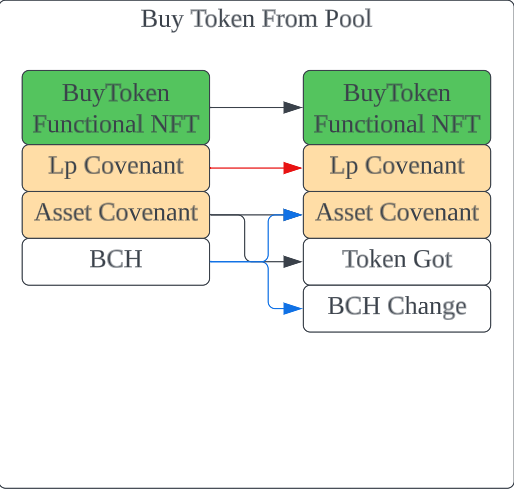 Buy Token From Pool
BuyToken
Functional NFT
Lp Covenant
Asset Covenant
BCH
BuyToken
Functional NFT
Lp Covenant
Asset Covenant
Token Got
BCH Change